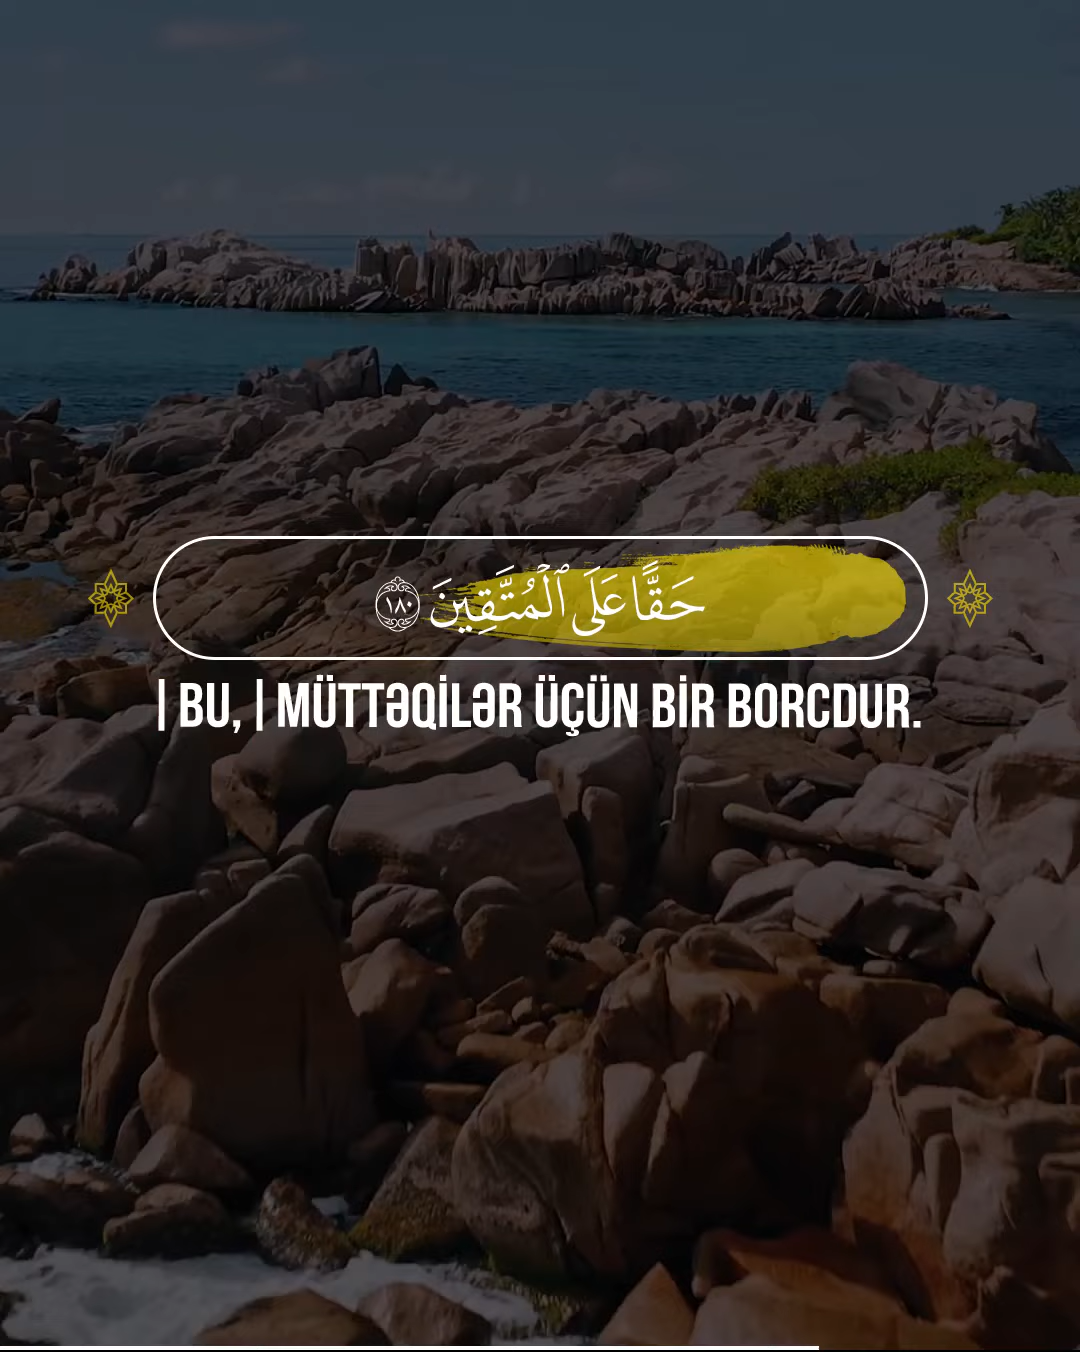 حَقًّا عَلَى ٱلْمُتَّقِينَ ١٨٠
| BU, | MÜTTƏQİLƏR ÜÇÜN BİR BORCDUR.